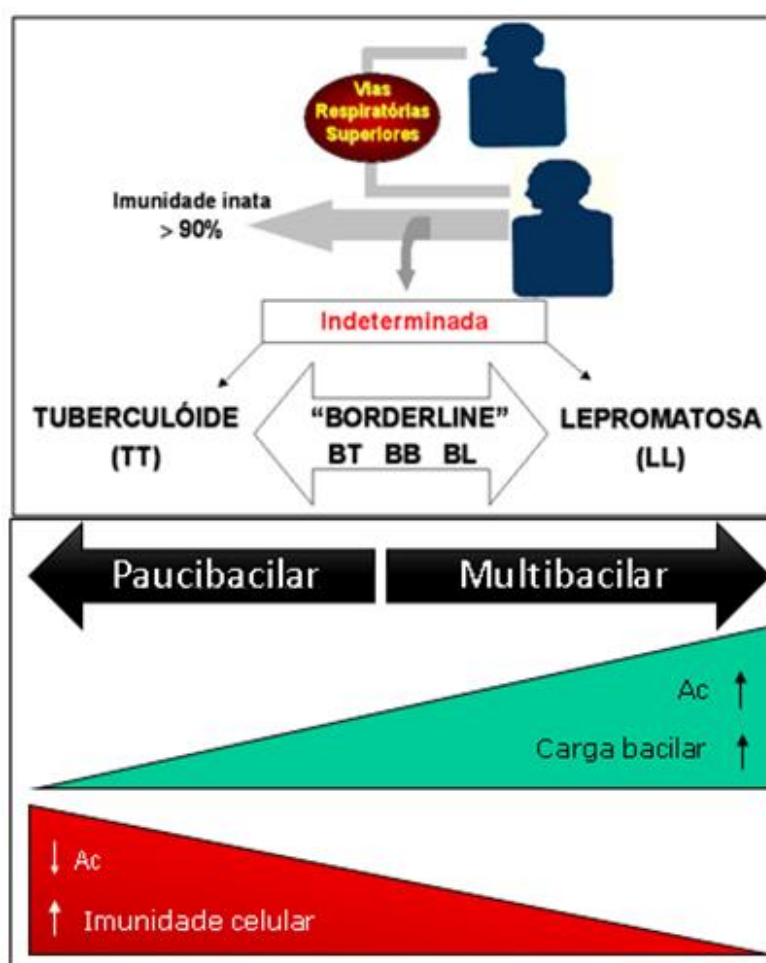 Vias
Respiratórias
Superiores
Imunidade inata
> 90%
Indeterminada
TUBERCULÓIDE
(TT)
“BORDERLINE”
BT BB BL
LEPROMATOSA
(LL)
Paucibacilar
Multibacilar
Ac ↑
Carga bacilar ↑
↓ Ac
↑ Imunidade celular